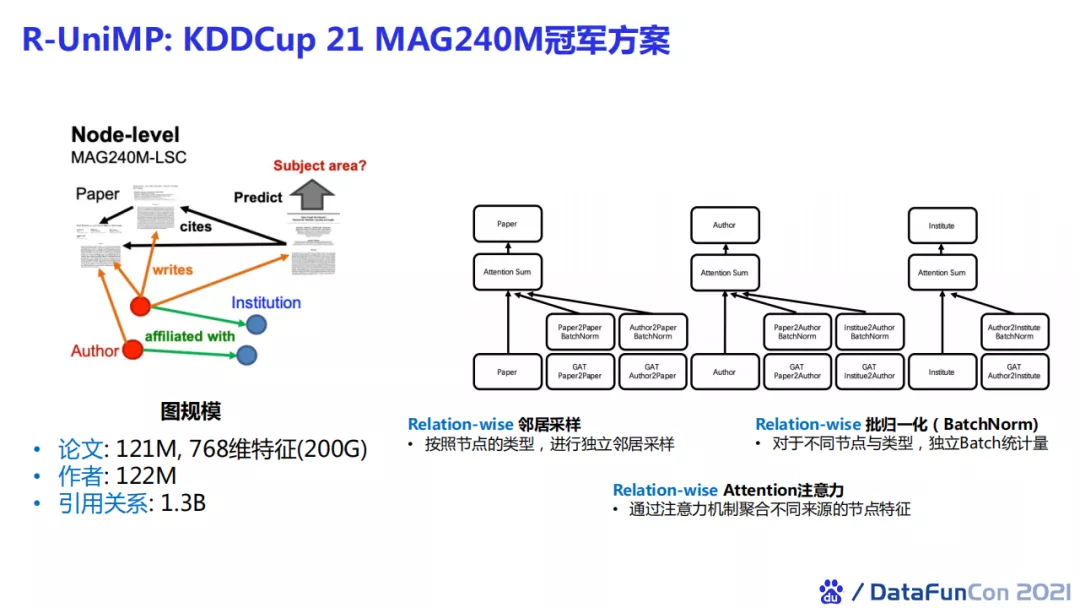 R-UniMP: KDDCup 21 MAG240M冠军方案
Node-level
MAG240M-LSC
Subject area?
Paper
Predict
cites
writes
Institution
affiliated with
Author
图规模
• 论文: 121M, 768维特征(200G)
• 作者: 122M
• 引用关系: 1.3B
Paper
Author
Institute
Attention Sum
Attention Sum
Attention Sum
Paper2Paper
BatchNorm
Author2Paper
BatchNorm
Paper2Author
BatchNorm
Institue2Author
BatchNorm
Author2Institute
BatchNorm
Paper
GAT
Paper2Paper
GAT
Author2Paper
Author
GAT
Paper2Author
GAT
Institue2Author
Institute
GAT
Author2Institute
Relation-wise 邻居采样
• 按照节点的类型，进行独立邻居采样
Relation-wise 批归一化（BatchNorm)
• 对于不同节点与类型，独立Batch统计量
Relation-wise Attention注意力
• 通过注意力机制聚合不同来源的节点特征
du / DataFunCon 2021